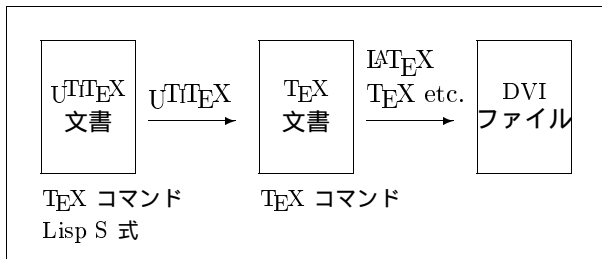 UTiTEX
文書
UTiTEX
TEX
文書
LATEX
TEX etc.
DVI
ファイル
TEX コマンド
Lisp S 式
TEX コマンド